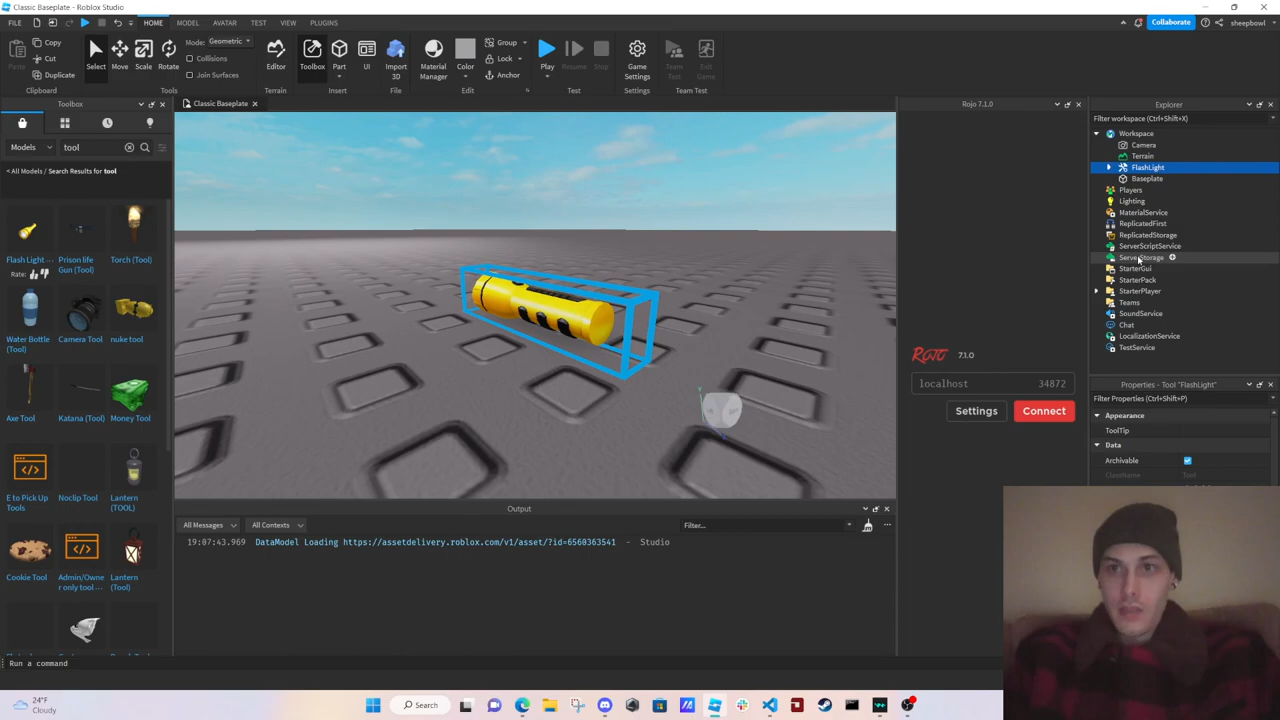 Classic Baseplate - Roblox Studio
FILE
HOME
MODEL
AVATAR
TEST
VIEW
PLUGINS
Collaborate
sheepbowl
Paste
Copy
Cut
Duplicate
Clipboard
Select
Move
Scale
Rotate
Mode: Geometric
Collisions
Join Surfaces
Tools
Editor
Terrain
Toolbox
Part
UI
Insert
Import
3D
File
Material
Manager
Color
Group
Lock
Anchor
Edit
Play
Resume
Stop
Test
Game
Settings
Settings
Team
Test
Exit
Game
Team Test
Toolbox
Models
tool
< All Models / Search Results for tool
Flash Light ...
Rate:
Prison life
Gun (Tool)
Torch (Tool)
Water Bottle
(Tool)
Camera Tool
nuke tool
Axe Tool
Katana (Tool)
Money Tool
E to Pick Up
Tools
Noclip Tool
Lantern
(TOOL)
Cookie Tool
Admin/Owne
r only tool ...
Lantern
(Tool)
Run a command
Classic Baseplate
Output
All Messages
All Contexts
Filter...
19:07:43.969 DataModel Loading https://assetdelivery.roblox.com/v1/asset/?id=6560363541 - Studio
Rojo 7.1.0
ROJO 7.1.0
localhost 34872
Settings
Connect
Explorer
Filter workspace (Ctrl+Shift+X)
Workspace
Camera
Terrain
FlashLight
Baseplate
Players
Lighting
MaterialService
ReplicatedFirst
ReplicatedStorage
ServerScriptService
ServerStorage
StarterGui
StarterPack
StarterPlayer
Teams
SoundService
Chat
LocalizationService
TestService
Properties - Tool "FlashLight"
Filter Properties (Ctrl+Shift+P)
Appearance
ToolTip
Data
Archivable
ClassName
Tool
24°F
Cloudy
Search